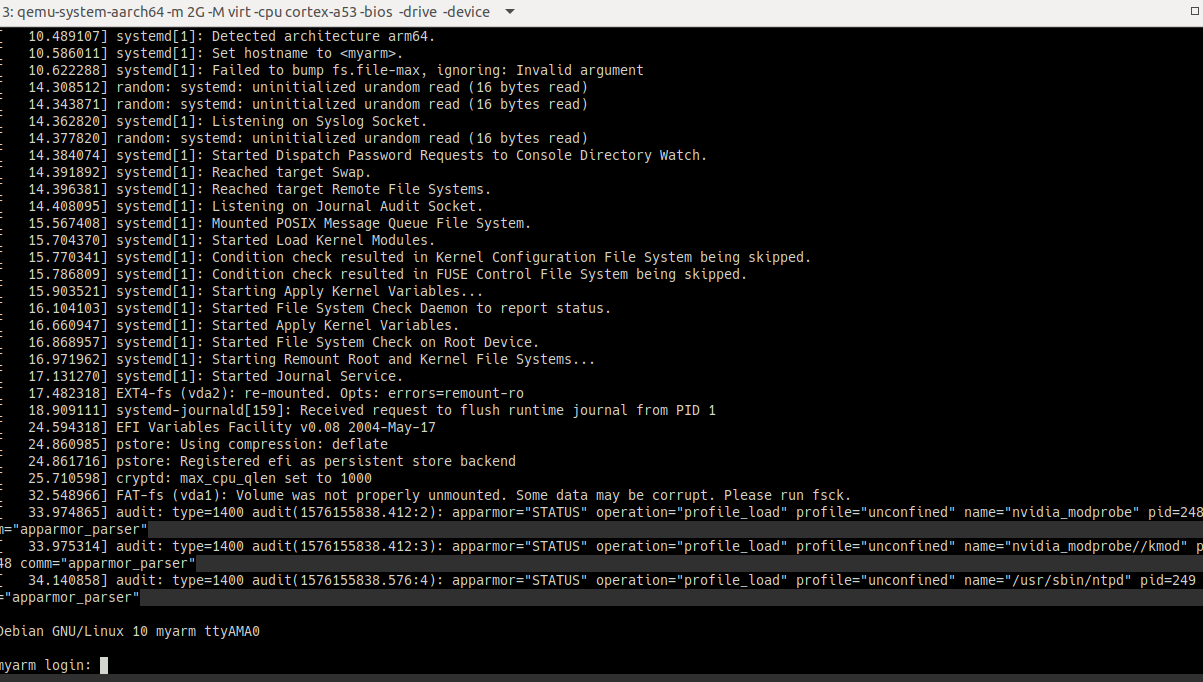 3: qemu-system-aarch64 -m 2G -M virt -cpu cortex-a53 -bios -drive -device
[ 10.489107] systemd[1]: Detected architecture arm64.
[ 10.586011] systemd[1]: Set hostname to <myarm>.
[ 10.622288] systemd[1]: Failed to bump fs.file-max, ignoring: Invalid argument
[ 14.308512] random: systemd: uninitialized urandom read (16 bytes read)
[ 14.343871] random: systemd: uninitialized urandom read (16 bytes read)
[ 14.362820] systemd[1]: Listening on Syslog Socket.
[ 14.377820] random: systemd: uninitialized urandom read (16 bytes read)
[ 14.384074] systemd[1]: Started Dispatch Password Requests to Console Directory Watch.
[ 14.391892] systemd[1]: Reached target Swap.
[ 14.396381] systemd[1]: Reached target Remote File Systems.
[ 14.408095] systemd[1]: Listening on Journal Audit Socket.
[ 15.567408] systemd[1]: Mounted POSIX Message Queue File System.
[ 15.704370] systemd[1]: Started Load Kernel Modules.
[ 15.770341] systemd[1]: Condition check resulted in Kernel Configuration File System being skipped.
[ 15.786809] systemd[1]: Condition check resulted in FUSE Control File System being skipped.
[ 15.903521] systemd[1]: Starting Apply Kernel Variables...
[ 16.104103] systemd[1]: Started File System Check Daemon to report status.
[ 16.660947] systemd[1]: Started Apply Kernel Variables.
[ 16.868957] systemd[1]: Started File System Check on Root Device.
[ 16.971962] systemd[1]: Starting Remount Root and Kernel File Systems...
[ 17.131270] systemd[1]: Started Journal Service.
[ 17.482318] EXT4-fs (vda2): re-mounted. Opts: errors=remount-ro
[ 18.909111] systemd-journald[159]: Received request to flush runtime journal from PID 1
[ 24.594318] EFI Variables Facility v0.08 2004-May-17
[ 24.860985] pstore: Using compression: deflate
[ 24.861716] pstore: Registered efi as persistent store backend
[ 25.710598] cryptd: max_cpu_qlen set to 1000
[ 32.548966] FAT-fs (vda1): Volume was not properly unmounted. Some data may be corrupt. Please run fsck.
[ 33.974865] audit: type=1400 audit(1576155838.412:2): apparmor="STATUS" operation="profile_load" profile="unconfined" name="nvidia_modprobe" pid=248
m="apparmor_parser"
[ 33.975314] audit: type=1400 audit(1576155838.412:3): apparmor="STATUS" operation="profile_load" profile="unconfined" name="nvidia_modprobe//kmod" p
48 comm="apparmor_parser"
[ 34.140858] audit: type=1400 audit(1576155838.576:4): apparmor="STATUS" operation="profile_load" profile="unconfined" name="/usr/sbin/ntpd" pid=249
="apparmor_parser"
Debian GNU/Linux 10 myarm ttyAMA0
myarm login: